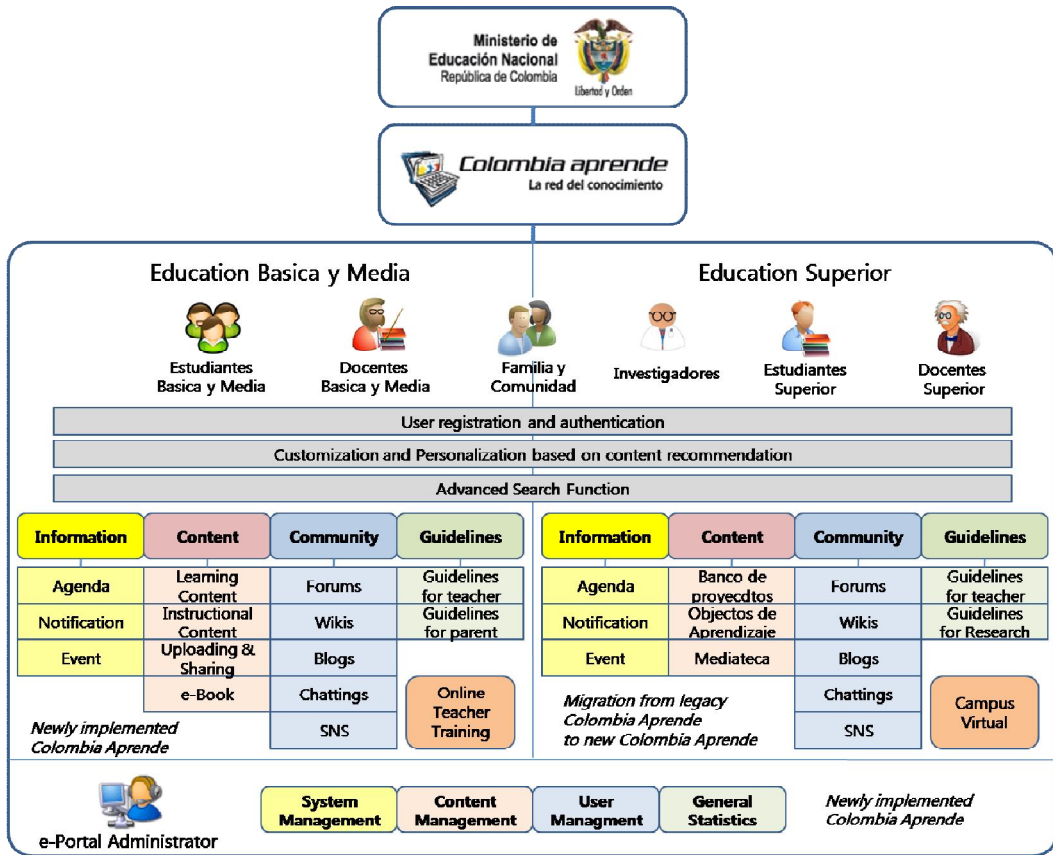 Ministerio de
Educación Nacional
República de Colombia
Libertad y Orden
Colombia aprende
La red del conocimiento
Education Basica y Media
Education Superior
Estudiantes
Basica y Media
Docentes
Basica y Media
Familia y
Comunidad
Investigadores
Estudiantes
Superior
Docentes
Superior
User registration and authentication
Customization and Personalization based on content recommendation
Advanced Search Function
Information
Content
Community
Guidelines
Agenda
Learning
Content
Forums
Guidelines
for teacher
Notification
Instructional
Content
Wikis
Guidelines
for parent
Event
Uploading &
Sharing
Blogs
e-Book
Chattings
SNS
Online
Teacher
Training
Newly implemented
Colombia Aprende
Information
Content
Community
Guidelines
Agenda
Banco de
proyecdtos
Forums
Guidelines
for teacher
Notification
Objectos de
Aprendizaje
Wikis
Guidelines
for Research
Event
Mediateca
Blogs
Chattings
SNS
Migration from legacy
Colombia Aprende
to new Colombia Aprende
Campus
Virtual
e-Portal Administrator
System
Management
Content
Management
User
Managment
General
Statistics
Newly implemented
Colombia Aprende